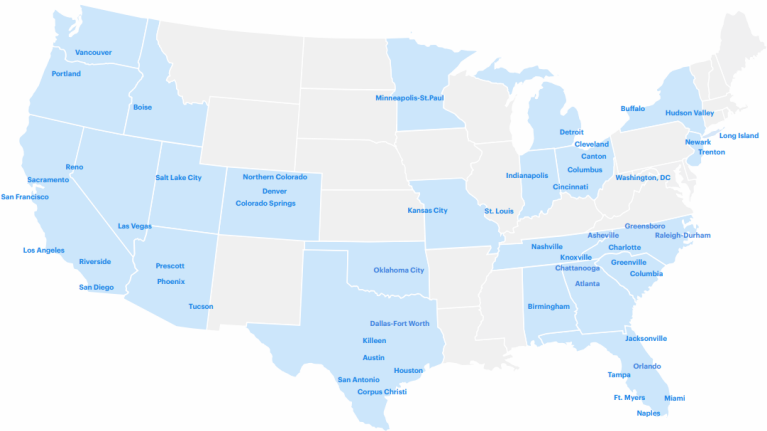 Vancouver
Portland
Boise
Minneapolis-St.Paul
Buffalo
Hudson Valley
Detroit
Long Island
Cleveland
Newark
Canton
Trenton
Reno
Columbus
Sacramento
Salt Lake City
Northern Colorado
Indianapolis
Washington, DC
Denver
Cincinnati
San Francisco
Colorado Springs
Kansas City
St. Louis
Las Vegas
Greensboro
Asheville
Raleigh-Durham
Los Angeles
Nashville
Charlotte
Riverside
Knoxville
Prescott
Oklahoma City
Chattanooga
Greenville
Phoenix
Columbia
San Diego
Atlanta
Tucson
Birmingham
Dallas-Fort Worth
Killeen
Jacksonville
Austin
Houston
Orlando
San Antonio
Tampa
Corpus Christi
Ft. Myers
Miami
Naples